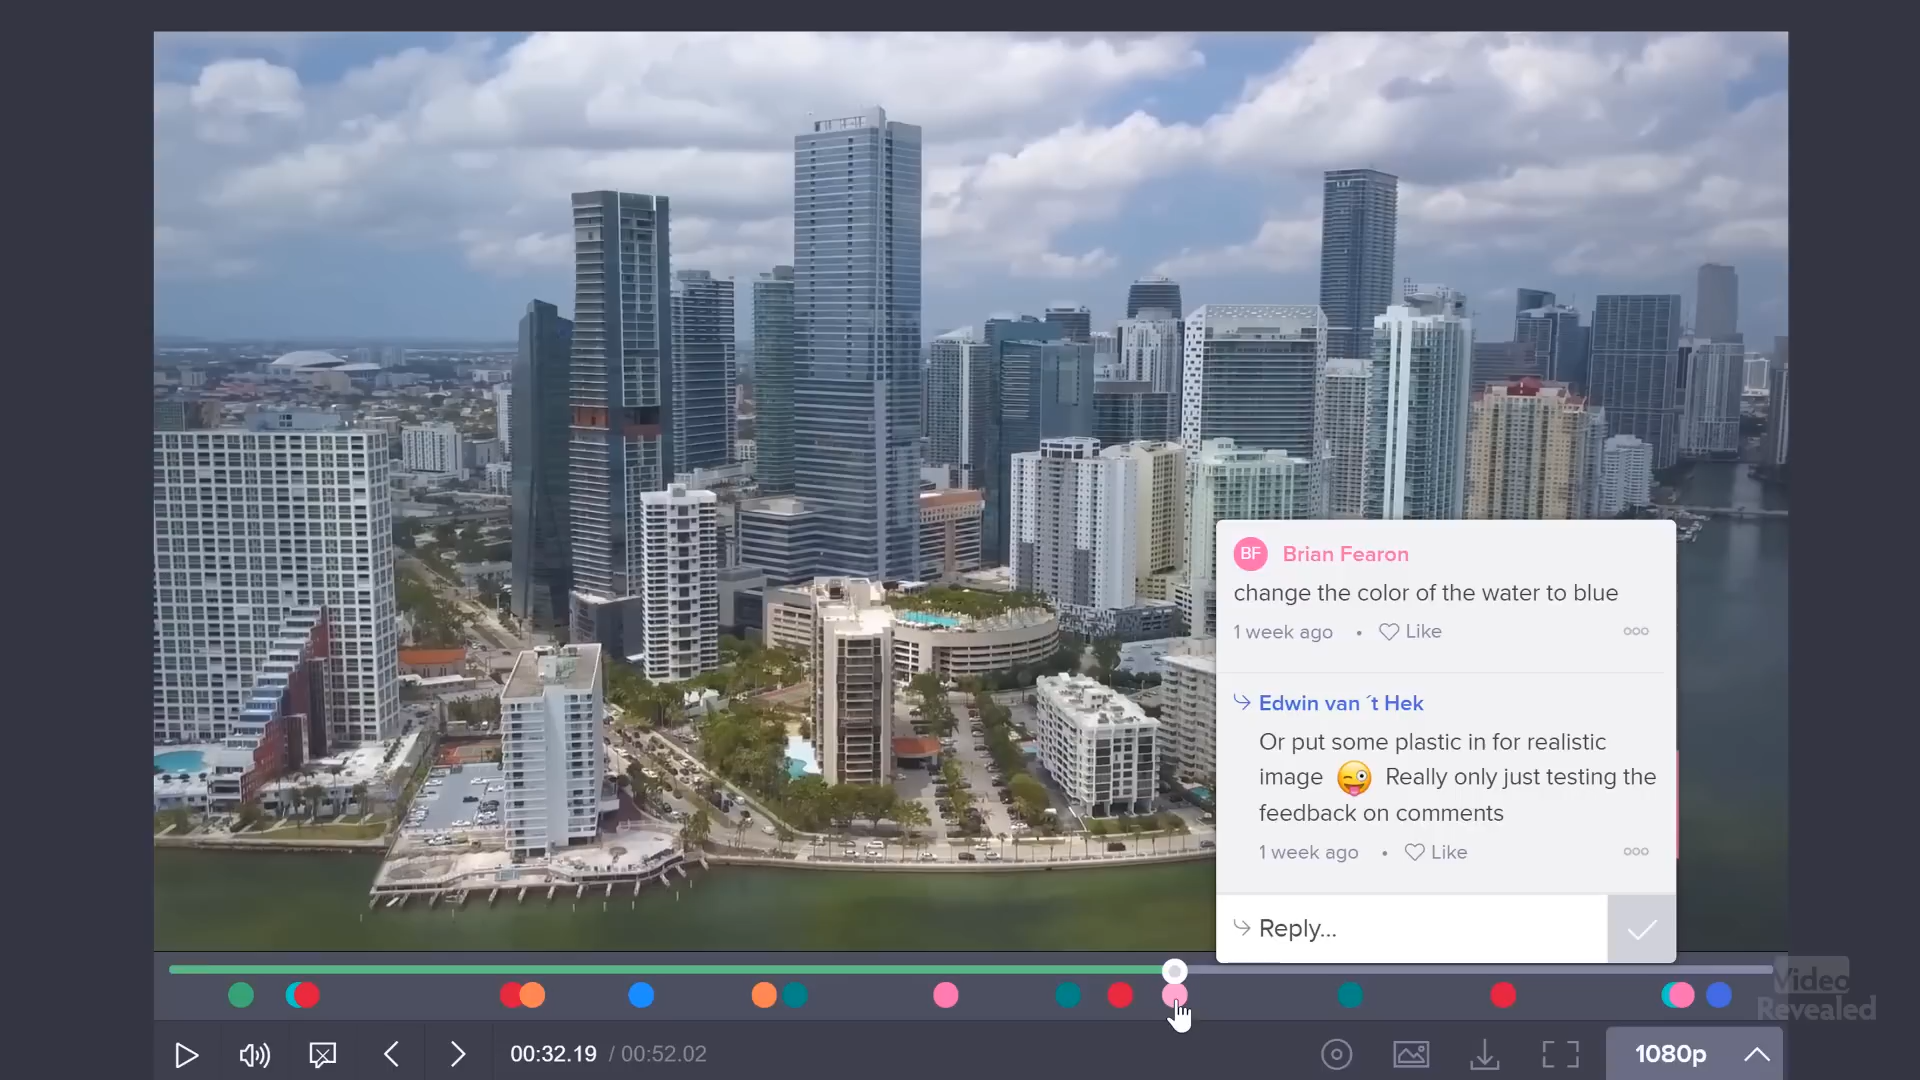 BF Brian Fearon
change the color of the water to blue
1 week ago • Like
Edwin van ´t Hek
Or put some plastic in for realistic
image 😜 Really only just testing the
feedback on comments
1 week ago • Like
Reply...
Video
Revealed
00:32.19 / 00:52.02
1080p